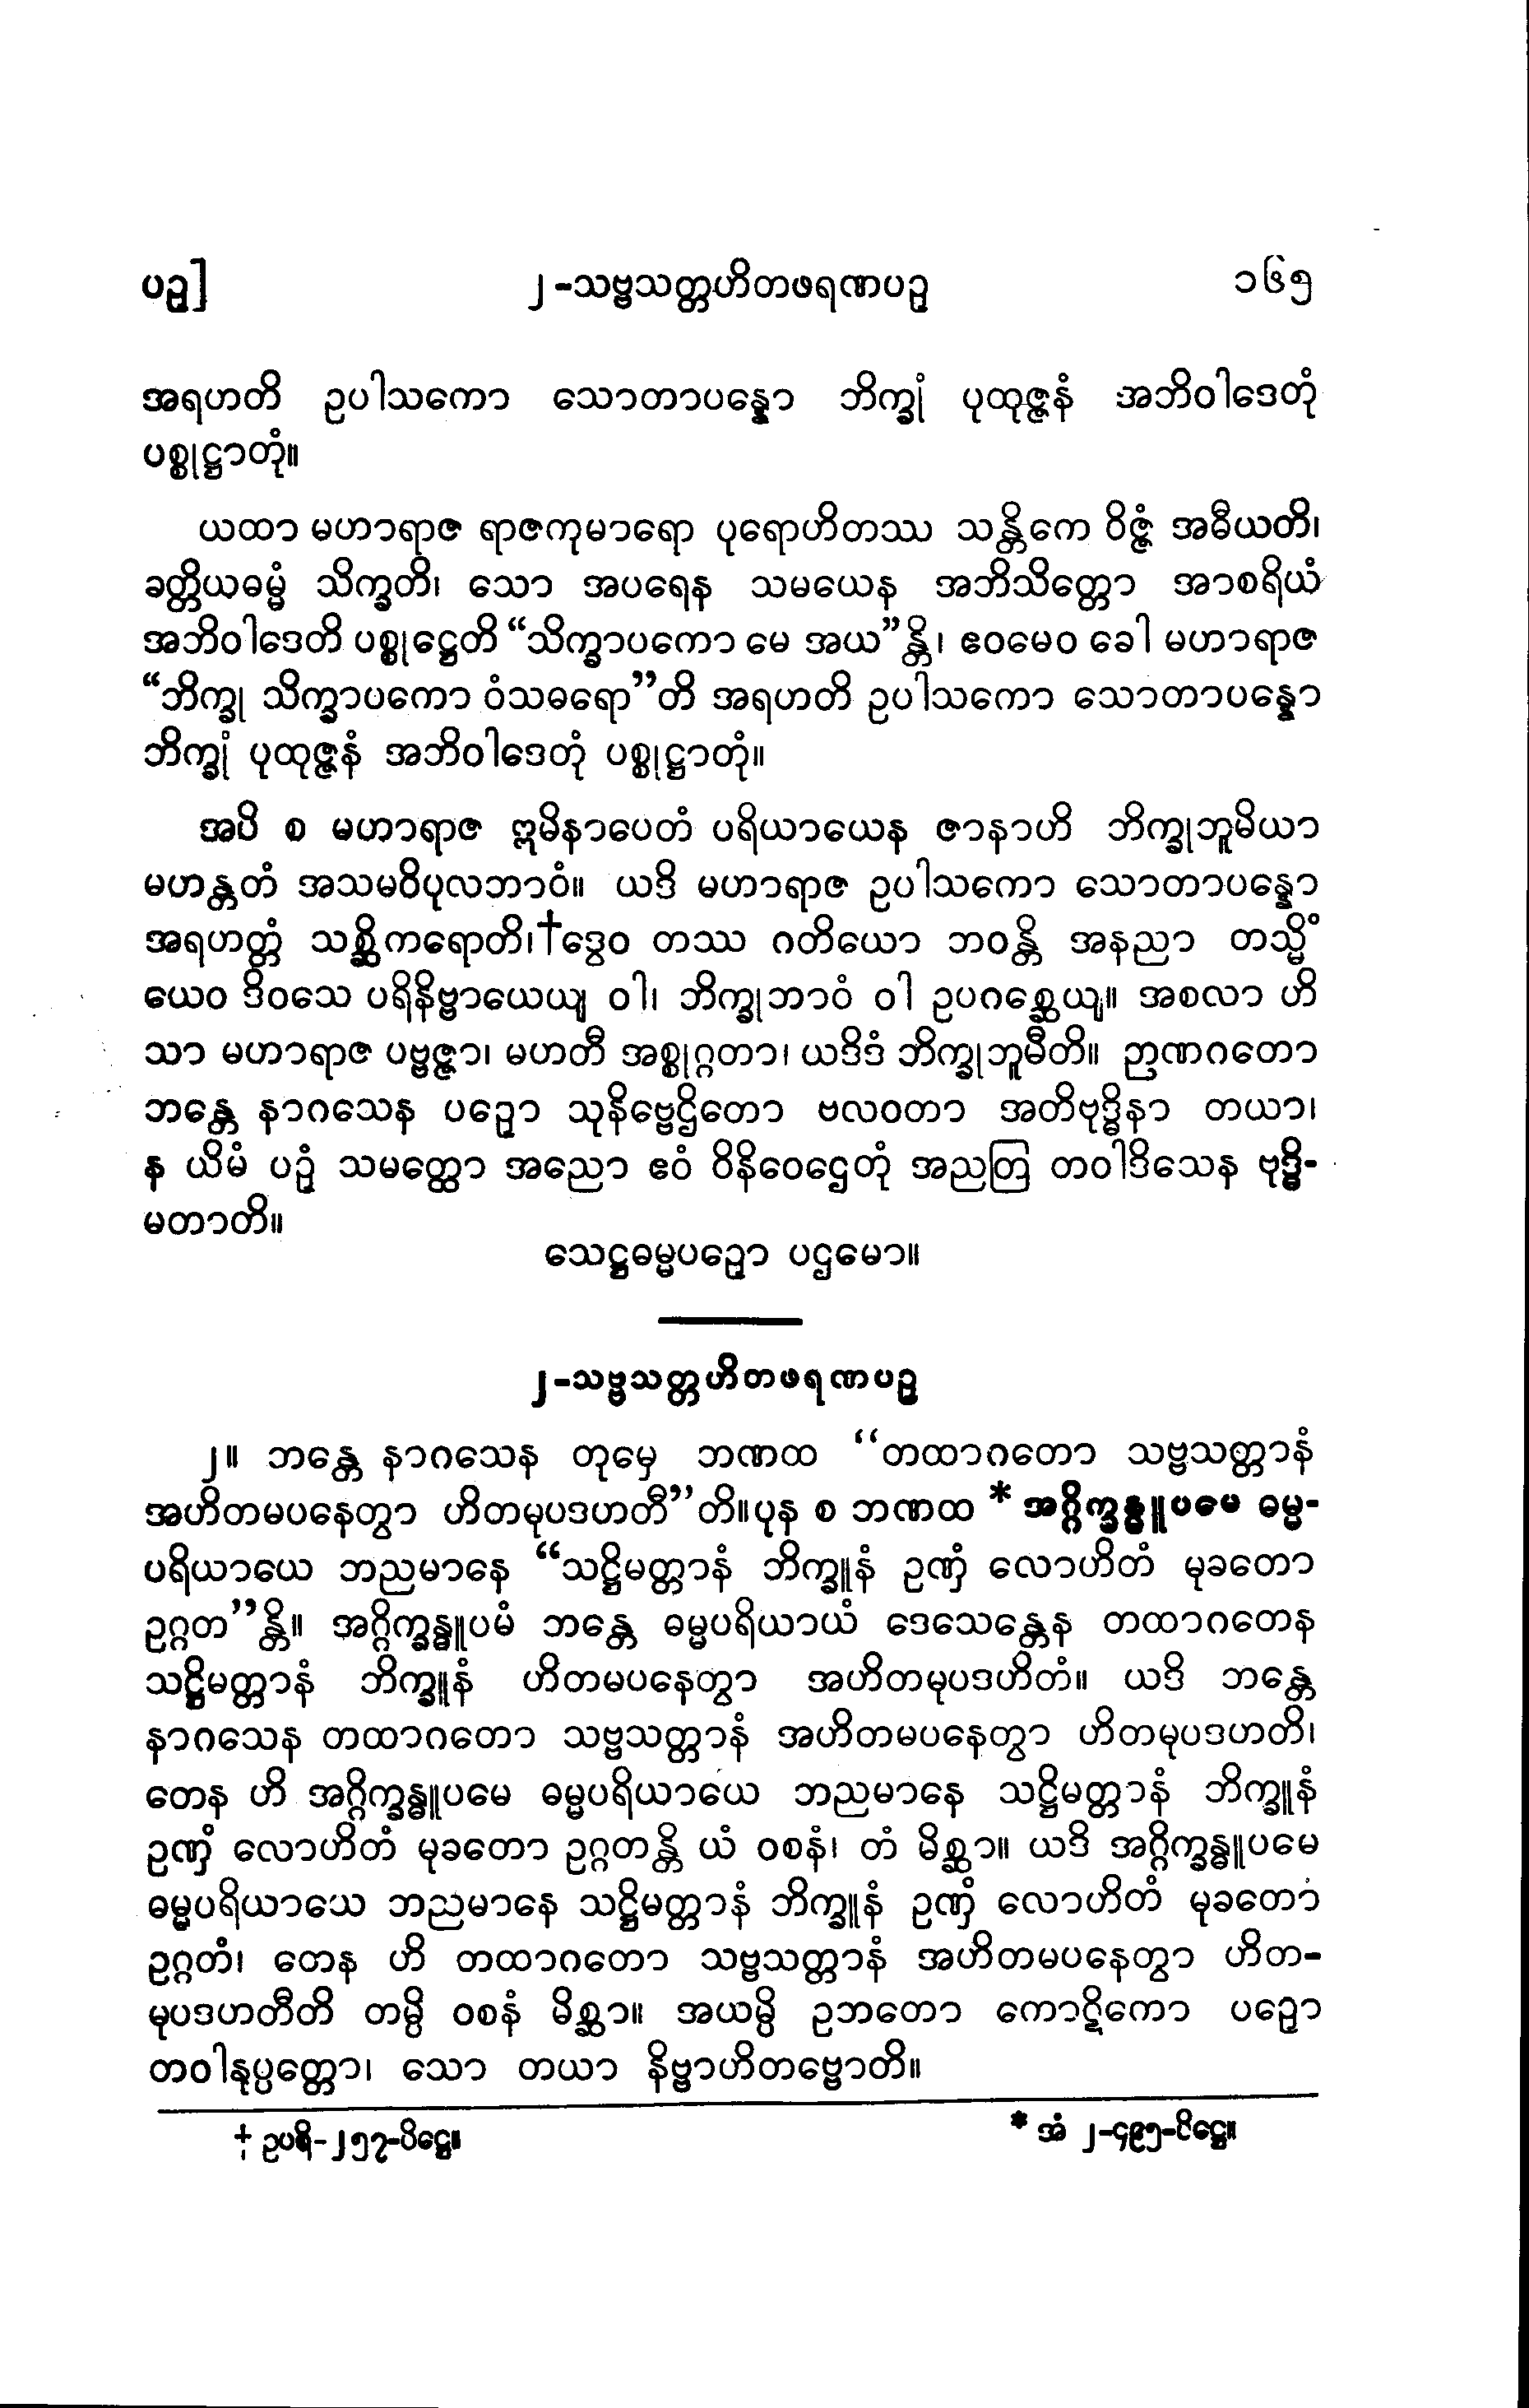 ပဥှ] ၂-သဗ္ဗသတ္တဟိတဖရဏပဥှ ၁၆၅
အရဟတိ ဥပါသကော သောတာပန္နော ဘိက္ခုံ ပုထုဇ္ဇနံ အဘိဝါဒေတုံ
ပစ္စုဋ္ဌာတုံ။
ယထာ မဟာရာဇ ရာဇကုမာရော ပုရောဟိတဿ သန္တိကေ ဝိဇ္ဇံ အဓီယတိ၊
ခတ္တိယဓမ္မံ သိက္ခတိ၊ သော အပရေန သမယေန အဘိသိတ္တော အာစရိယံ
အဘိဝါဒေတိ ပစ္စုဋ္ဌေတိ “သိက္ခာပကော မေ အယ”န္တိ၊ ဧဝမေဝ ခေါ မဟာရာဇ
“ဘိက္ခု သိက္ခာပကော ဝံသဓရော”တိ အရဟတိ ဥပါသကော သောတာပန္နော
ဘိက္ခုံ ပုထုဇ္ဇနံ အဘိဝါဒေတုံ ပစ္စုဋ္ဌာတုံ။
အပိ စ မဟာရာဇ ဣမိနာပေတံ ပရိယာယေန ဇာနာဟိ ဘိက္ခုဘူမိယာ
မဟန္တတံ အသမဝိပုလဘာဝံ။ ယဒိ မဟာရာဇ ဥပါသကော သောတာပန္နော
အရဟတ္တံ သစ္ဆိကရောတိ၊†ဒွေဝ တဿ ဂတိယော ဘဝန္တိ အနညာ တသ္မိံ
ယေဝ ဒိဝသေ ပရိနိဗ္ဗာယေယျ ဝါ၊ ဘိက္ခုဘာဝံ ဝါ ဥပဂစ္ဆေယျ။ အစလာ ဟိ
သာ မဟာရာဇ ပဗ္ဗဇ္ဇာ၊ မဟတီ အစ္စုဂ္ဂတာ၊ ယဒိဒံ ဘိက္ခုဘူမီတိ။ ဉာဏဂတော
ဘန္တေ နာဂသေန ပဉှော သုနိဗ္ဗေဌိတော ဗလဝတာ အတိဗုဒ္ဓိနာ တယာ၊
န ယိမံ ပဥှံ သမတ္ထော အညော ဧဝံ ဝိနိဝေဌေတုံ အညတြ တဝါဒိသေန ဗုဒ္ဓိ-
မတာတိ။
သေဋ္ဌဓမ္မပဉှော ပဌမော။
၂-သဗ္ဗသတ္တဟိတဖရဏပဥှ
၂။ ဘန္တေ နာဂသေန တုမှေ ဘဏထ “တထာဂတော သဗ္ဗသတ္တာနံ
အဟိတမပနေတွာ ဟိတမုပဒဟတီ”တိ။ပုန စ ဘဏထ * အဂ္ဂိက္ခန္ဓူပမေ ဓမ္မ-
ပရိယာယေ ဘညမာနေ “သဋ္ဌိမတ္တာနံ ဘိက္ခူနံ ဥဏှံ လောဟိတံ မုခတော
ဥဂ္ဂတ”န္တိ။ အဂ္ဂိက္ခန္ဓူပမံ ဘန္တေ ဓမ္မပရိယာယံ ဒေသေန္တေန တထာဂတေန
သဋ္ဌိမတ္တာနံ ဘိက္ခူနံ ဟိတမပနေတွာ အဟိတမုပဒဟိတံ။ ယဒိ ဘန္တေ
နာဂသေန တထာဂတော သဗ္ဗသတ္တာနံ အဟိတမပနေတွာ ဟိတမုပဒဟတိ၊
တေန ဟိ အဂ္ဂိက္ခန္ဓူပမေ ဓမ္မပရိယာယေ ဘညမာနေ သဋ္ဌိမတ္တာနံ ဘိက္ခူနံ
ဥဏှံ လောဟိတံ မုခတော ဥဂ္ဂတန္တိ ယံ ဝစနံ၊ တံ မိစ္ဆာ။ ယဒိ အဂ္ဂိက္ခန္ဓူပမေ
ဓမ္မပရိယာယေ ဘညမာနေ သဋ္ဌိမတ္တာနံ ဘိက္ခူနံ ဥဏှံ လောဟိတံ မုခတော
ဥဂ္ဂတံ၊ တေန ဟိ တထာဂတော သဗ္ဗသတ္တာနံ အဟိတမပနေတွာ ဟိတ-
မုပဒဟတီတိ တမ္ပိ ဝစနံ မိစ္ဆာ။ အယမ္ပိ ဥဘတော ကောဋိကော ပဉှော
တဝါနုပ္ပတ္တော၊ သော တယာ နိဗ္ဗာဟိတဗ္ဗောတိ။
† ဥပရိ-၂၅၇-ပိဋ္ဌေ။ * အံ ၂-၄၉၅-ပိဋ္ဌေ။